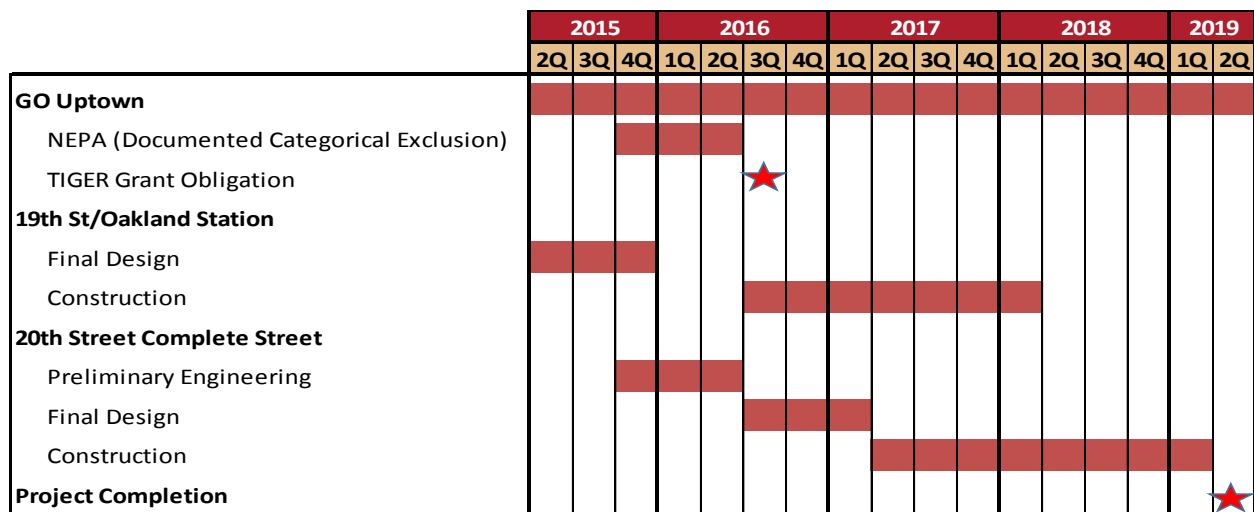 2015 2016 2017 2018 2019
2Q 3Q 4Q 1Q 2Q 3Q 4Q 1Q 2Q 3Q 4Q 1Q 2Q 3Q 4Q 1Q 2Q
GO Uptown
NEPA (Documented Categorical Exclusion)
TIGER Grant Obligation
19th St/Oakland Station
Final Design
Construction
20th Street Complete Street
Preliminary Engineering
Final Design
Construction
Project Completion